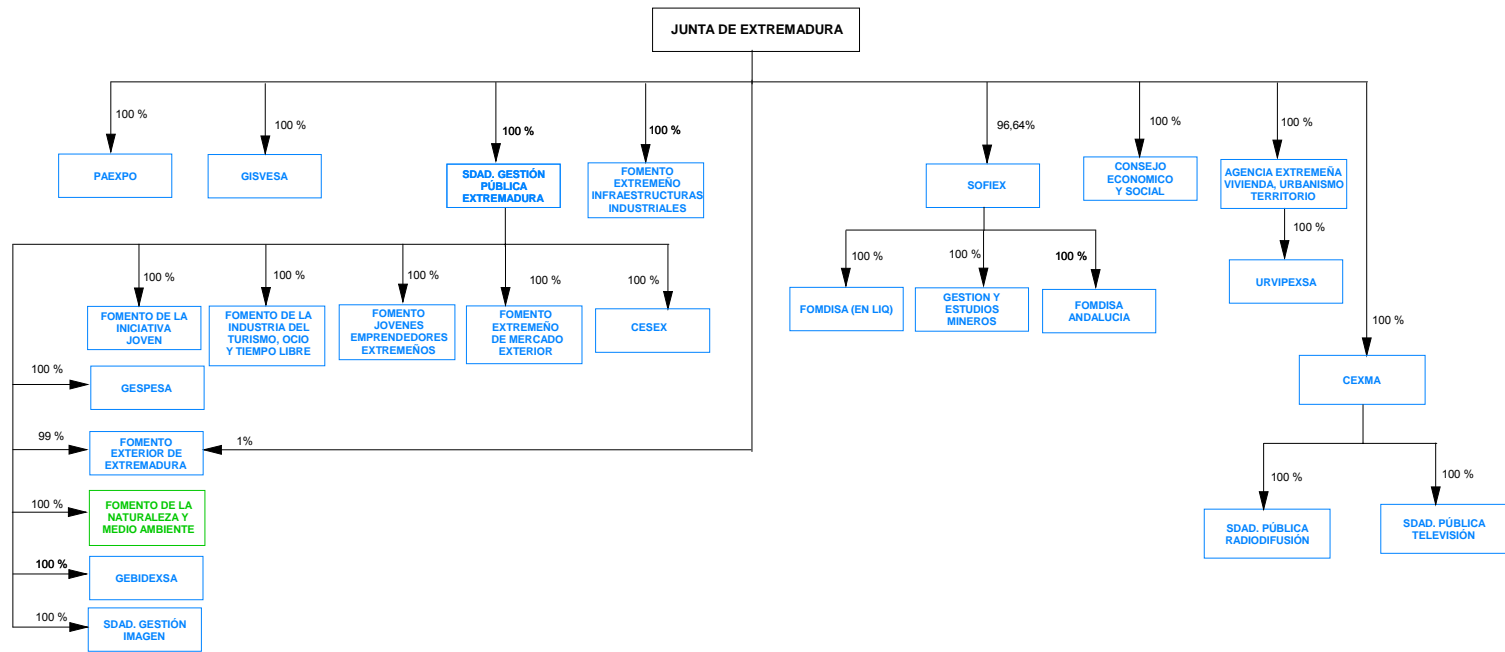 JUNTA DE EXTREMADURA
100 %
100 %
100 %
100 %
96,64%
100 %
100 %
PAEXPO
GISVESA
SDAD. GESTIÓN
PÚBLICA
EXTREMADURA
FOMENTO
EXTREMEÑO
INFRAESTRUCTURAS
INDUSTRIALES
SOFIEX
CONSEJO
ECONOMICO
Y SOCIAL
AGENCIA EXTREMEÑA
VIVIENDA, URBANISMO
TERRITORIO
100 %
100 %
100 %
100 %
100 %
100 %
100 %
100 %
100 %
FOMENTO DE LA
INICIATIVA
JOVEN
FOMENTO DE LA
INDUSTRIA DEL
TURISMO, OCIO
Y TIEMPO LIBRE
FOMENTO
JOVENES
EMPRENDEDORES
EXTREMEÑOS
FOMENTO
EXTREMEÑO
DE MERCADO
EXTERIOR
CESEX
FOMDISA (EN LIQ)
GESTION Y
ESTUDIOS
MINEROS
FOMDISA
ANDALUCIA
URVIPEXSA
100 %
CEXMA
100 %
GESPESA
99 %
FOMENTO
EXTERIOR DE
EXTREMADURA
1%
100 %
100 %
100 %
FOMENTO DE LA
NATURALEZA Y
MEDIO AMBIENTE
SDAD. PÚBLICA
RADIODIFUSIÓN
SDAD. PÚBLICA
TELEVISIÓN
100 %
GEBIDEXSA
100 %
SDAD. GESTIÓN
IMAGEN